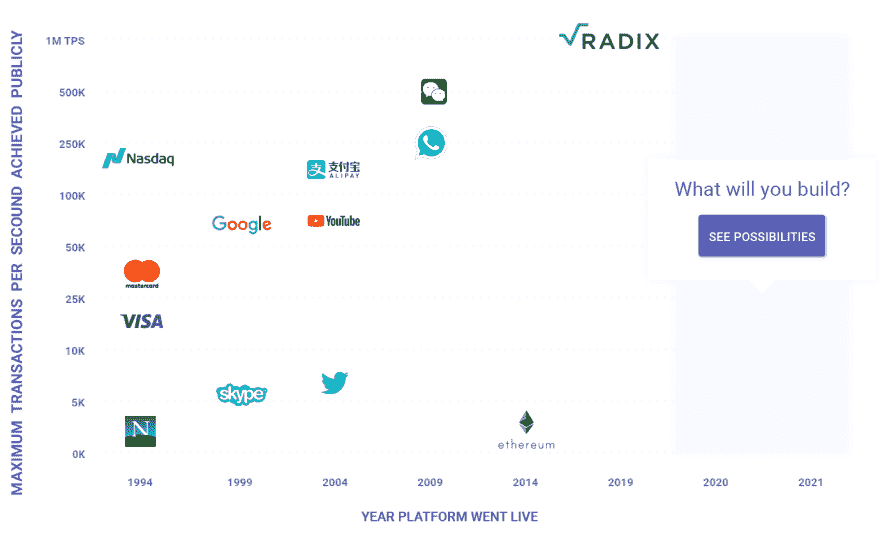 MAXIMUM TRANSACTIONS PER SECOUND ACHIEVED PUBLICLY
1M TPS
RADIX
500K
250K
Nasdaq
支付宝
ALIPAY
What will you build?
100K
Google
YouTube
SEE POSSIBILITIES
50K
mastercard
25K
VISA
10K
skype
5K
N
ethereum
0K
1994
1999
2004
2009
2014
2019
2020
2021
YEAR PLATFORM WENT LIVE